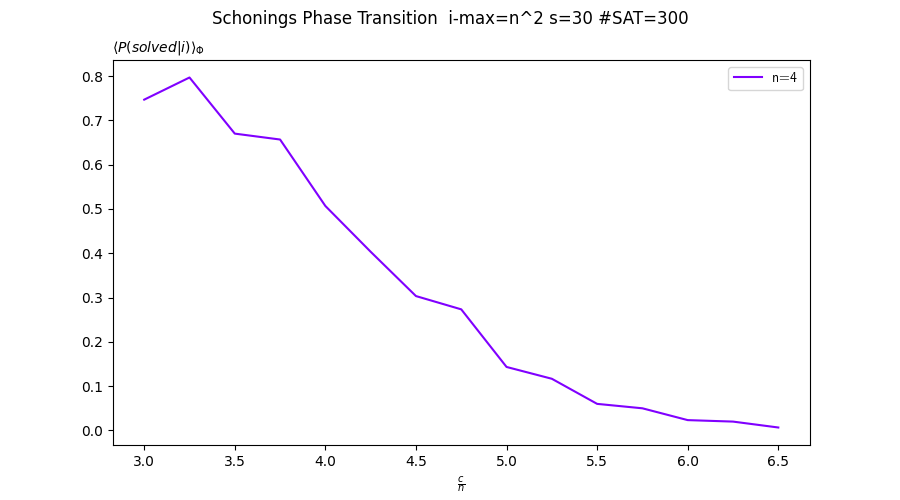 Schonings Phase Transition  i-max=n^2 s=30 #SAT=300
⟨P(solved|i)⟩_Φ
n=4
0.8
0.7
0.6
0.5
0.4
0.3
0.2
0.1
0.0
3.0 3.5 4.0 4.5 5.0 5.5 6.0 6.5
c/n